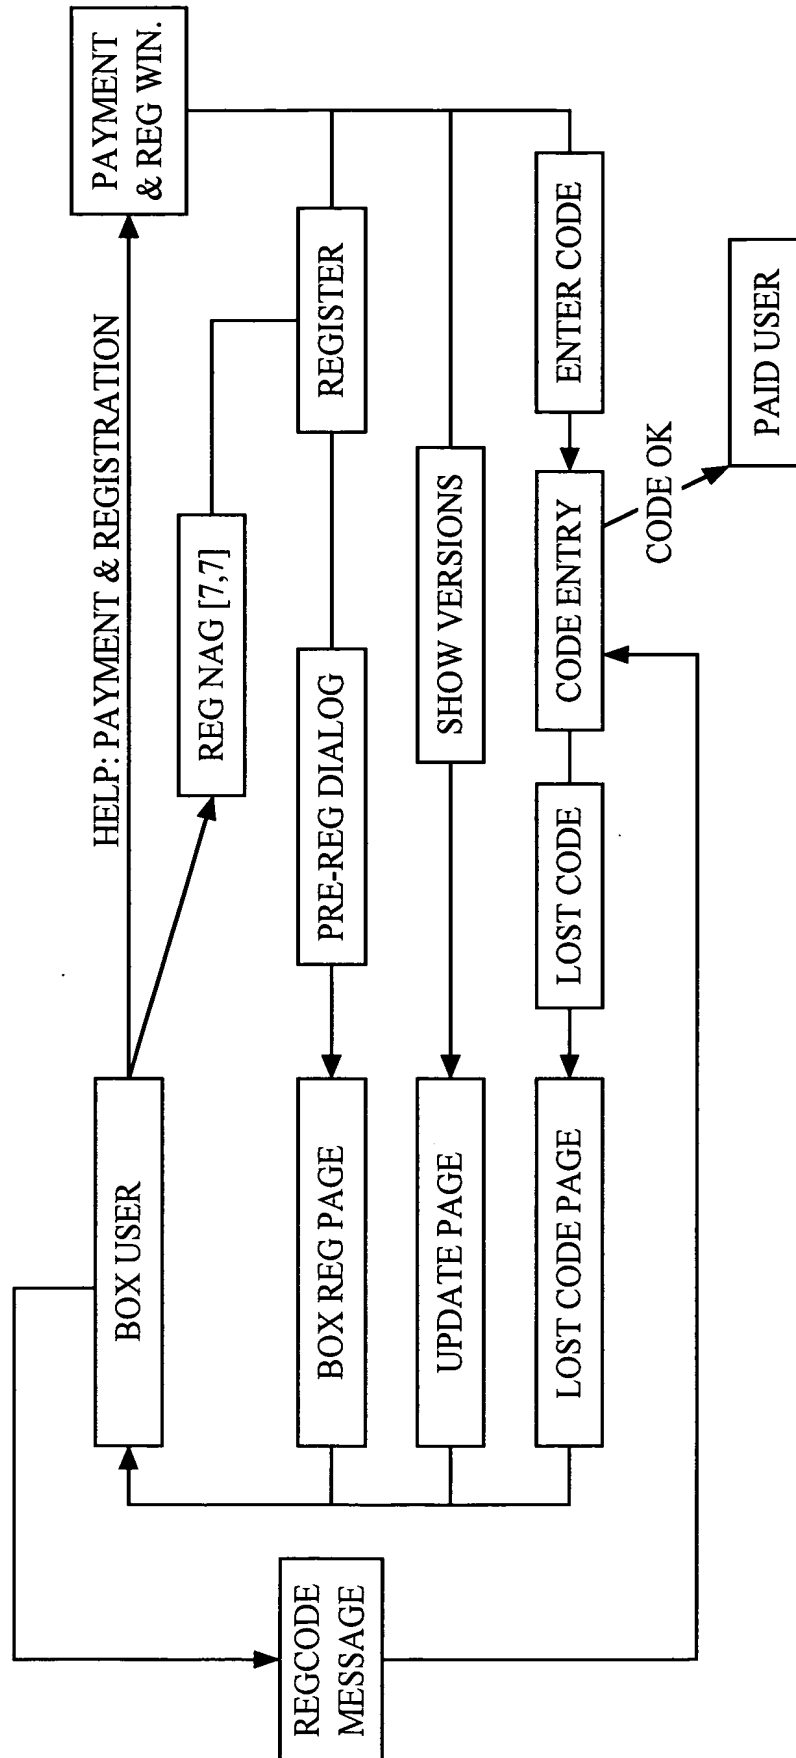 BOX USER
HELP: PAYMENT & REGISTRATION
PAYMENT
& REG WIN.
REG NAG [7,7]
REGCODE
MESSAGE
BOX REG PAGE
PRE-REG DIALOG
REGISTER
UPDATE PAGE
SHOW VERSIONS
LOST CODE PAGE
LOST CODE
CODE ENTRY
ENTER CODE
CODE OK
PAID USER